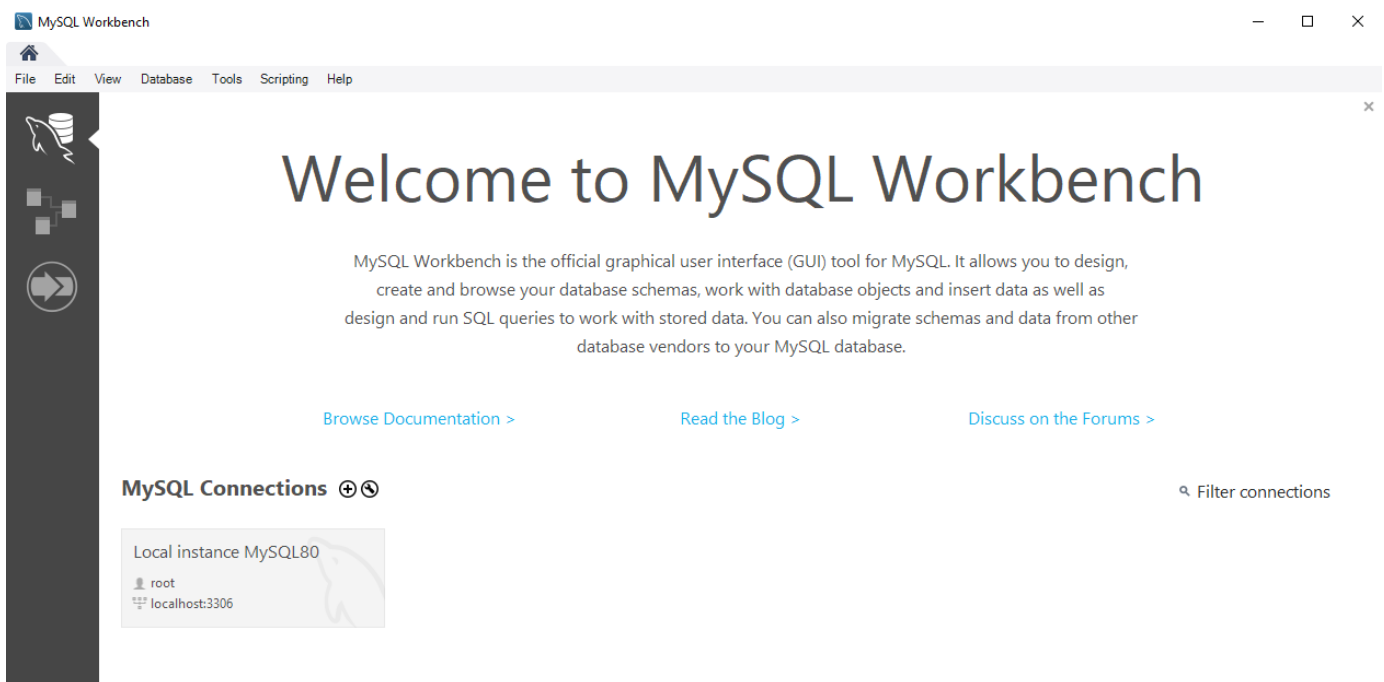 MySQL Workbench
File Edit View Database Tools Scripting Help
Welcome to MySQL Workbench
MySQL Workbench is the official graphical user interface (GUI) tool for MySQL. It allows you to design,
create and browse your database schemas, work with database objects and insert data as well as
design and run SQL queries to work with stored data. You can also migrate schemas and data from other
database vendors to your MySQL database.
Browse Documentation > Read the Blog > Discuss on the Forums >
MySQL Connections Filter connections
Local instance MySQL80
root
localhost:3306